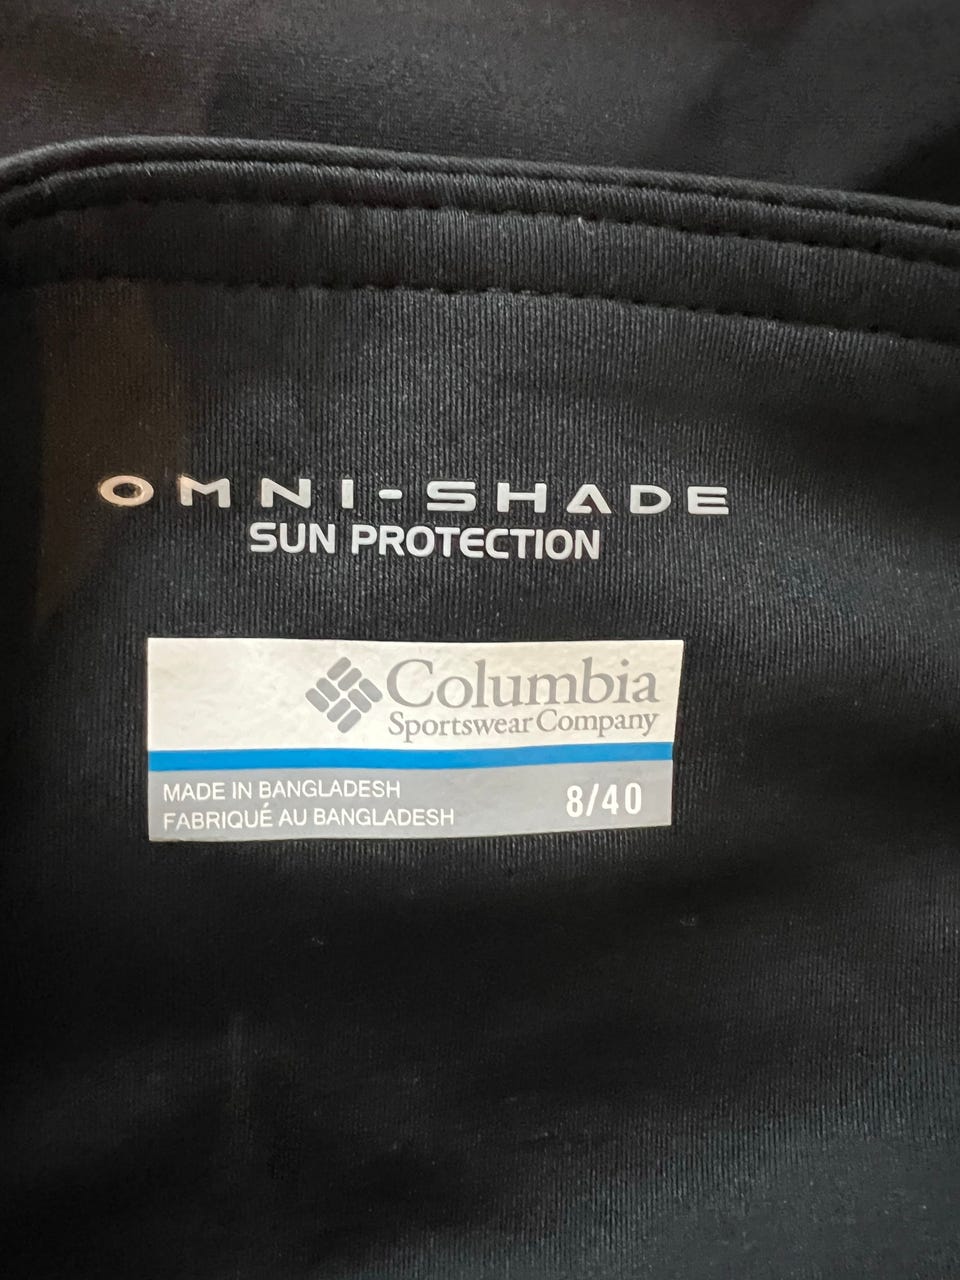 OMNI-SHADE
SUN PROTECTION
Columbia
Sportswear Company
MADE IN BANGLADESH
FABRIQUÉ AU BANGLADESH
8/40